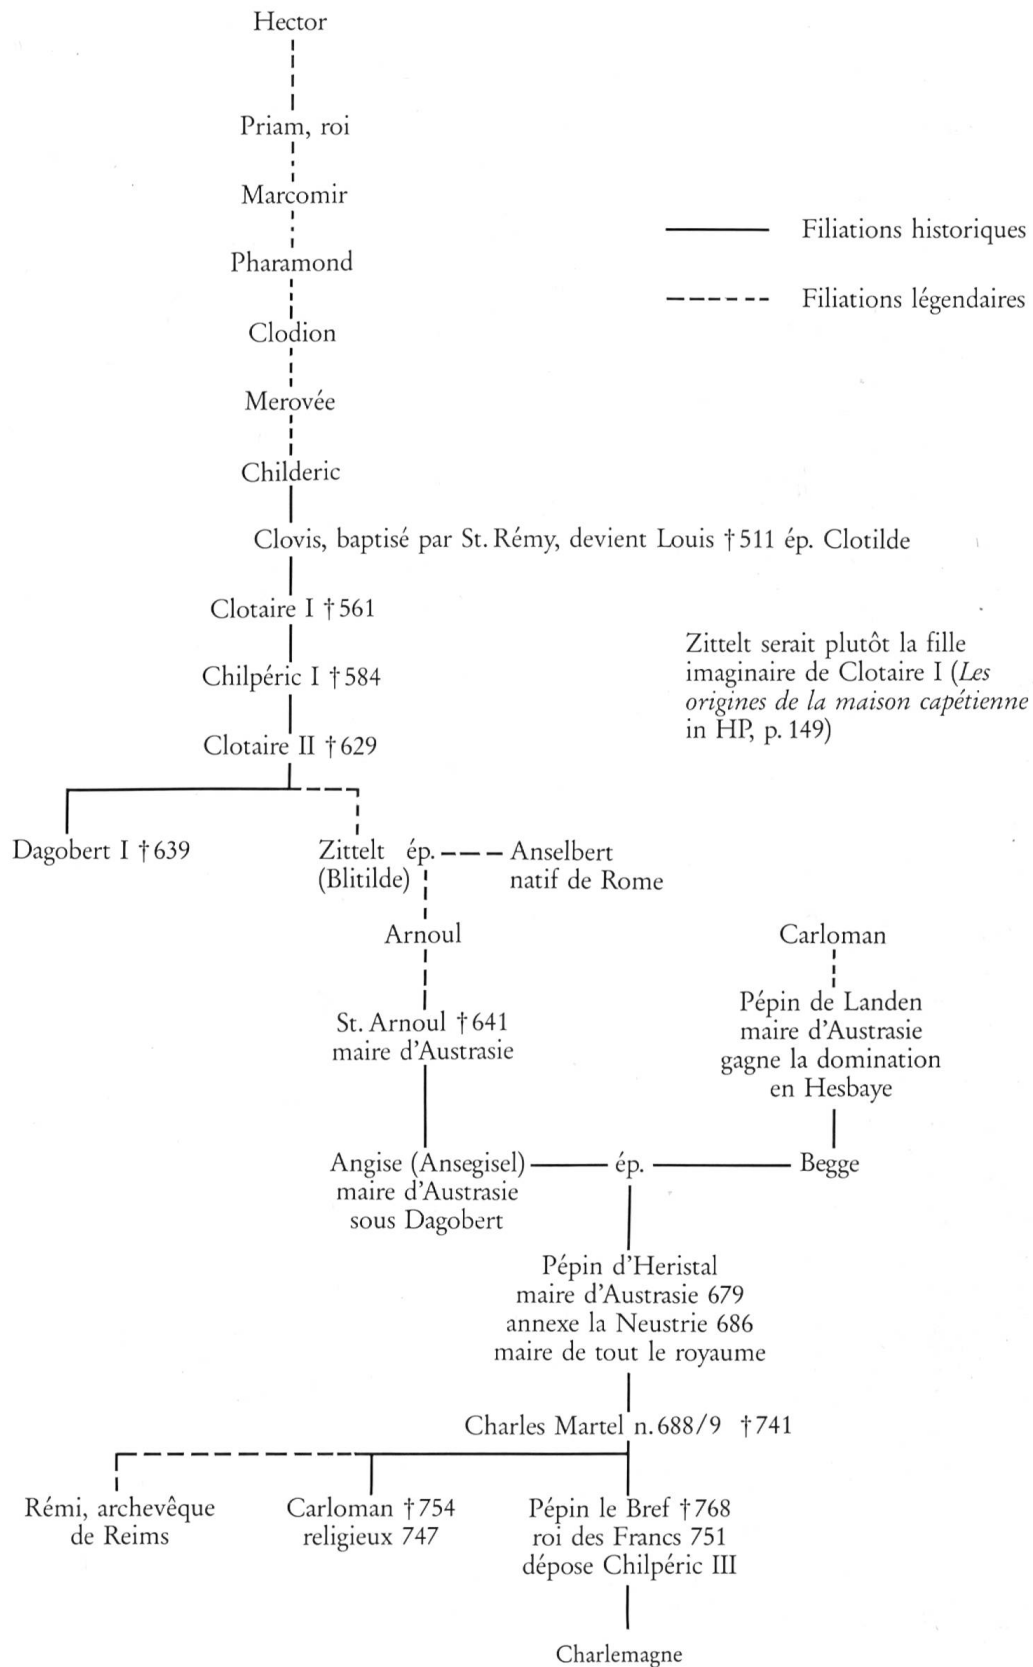 Hector
Priam, roi
Marcomir
Filiations historiques
Pharamond
Filiations légendaires
Clodion
Merovée
Childeric
Clovis, baptisé par St. Rémy, devient Louis †511 ép. Clotilde
Clotaire I †561
Zittelt serait plutôt la fille
imaginaire de Clotaire I (Les
origines de la maison capétienne
in HP, p. 149)
Chilpéric I †584
Clotaire II †629
Dagobert I †639
Zittelt ép. Anselbert
(Blitilde) natif de Rome
Arnoul
Carloman
St. Arnoul †641
maire d'Austrasie
Pépin de Landen
maire d'Austrasie
gagne la domination
en Hesbaye
Angise (Ansegisel) ép. Begge
maire d'Austrasie
sous Dagobert
Pépin d'Heristal
maire d'Austrasie 679
annexe la Neustrie 686
maire de tout le royaume
Charles Martel n. 688/9 †741
Rémi, archevêque
de Reims
Carloman †754
religieux 747
Pépin le Bref †768
roi des Francs 751
dépose Chilpéric III
Charlemagne